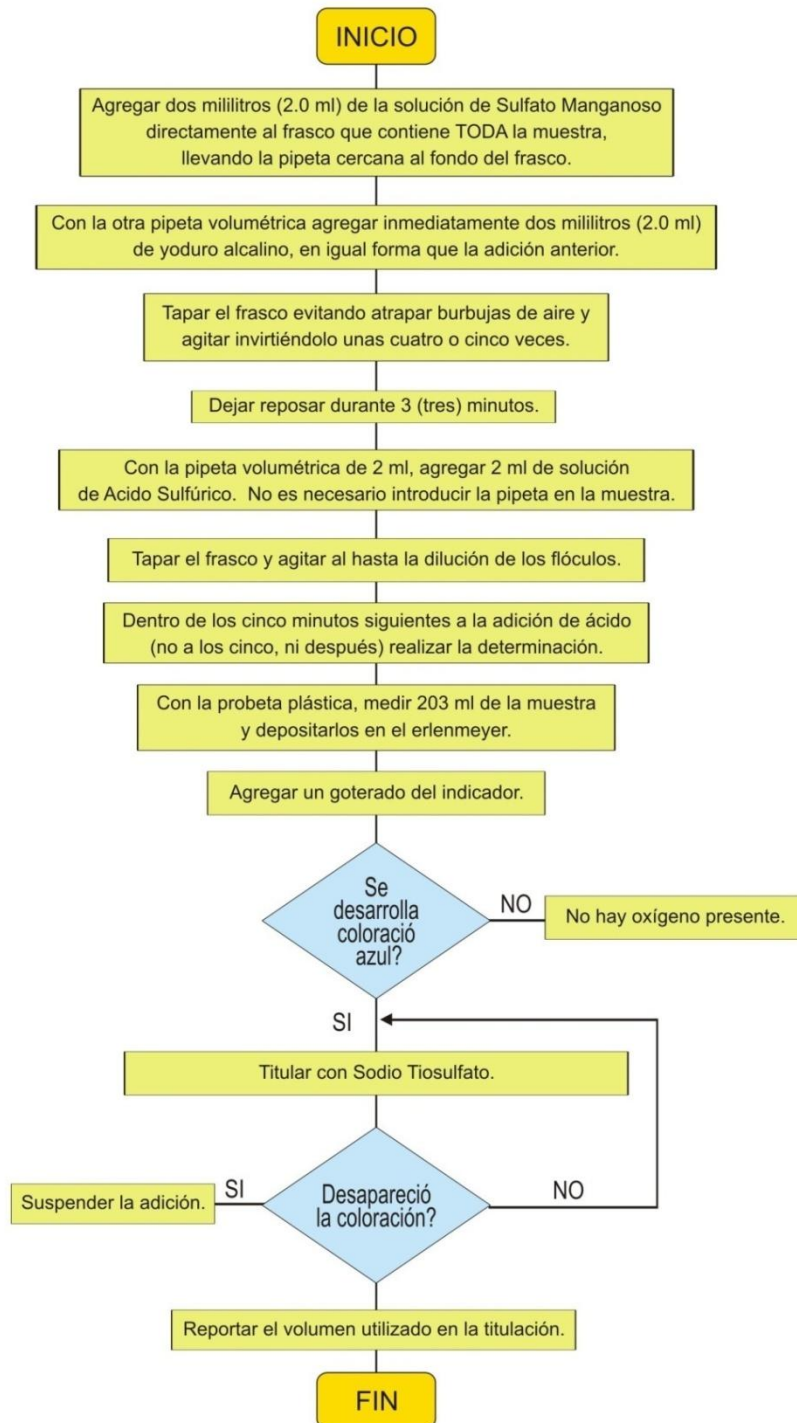 INICIO
Agregar dos mililitros (2.0 ml) de la solución de Sulfato Manganoso
directamente al frasco que contiene TODA la muestra,
llevando la pipeta cercana al fondo del frasco.
Con la otra pipeta volumétrica agregar inmediatamente dos mililitros (2.0 ml)
de yoduro alcalino, en igual forma que la adición anterior.
Tapar el frasco evitando atrapar burbujas de aire y
agitar invirtiéndolo unas cuatro o cinco veces.
Dejar reposar durante 3 (tres) minutos.
Con la pipeta volumétrica de 2 ml, agregar 2 ml de solución
de Acido Sulfúrico. No es necesario introducir la pipeta en la muestra.
Tapar el frasco y agitar al hasta la dilución de los flóculos.
Dentro de los cinco minutos siguientes a la adición de ácido
(no a los cinco, ni después) realizar la determinación.
Con la probeta plástica, medir 203 ml de la muestra
y depositarlos en el erlenmeyer.
Agregar un goterado del indicador.
Se
desarrolla
coloració
azul?
NO
No hay oxígeno presente.
SI
Titular con Sodio Tiosulfato.
Desapareció
la coloración?
SI
Suspender la adición.
NO
Reportar el volumen utilizado en la titulación.
FIN